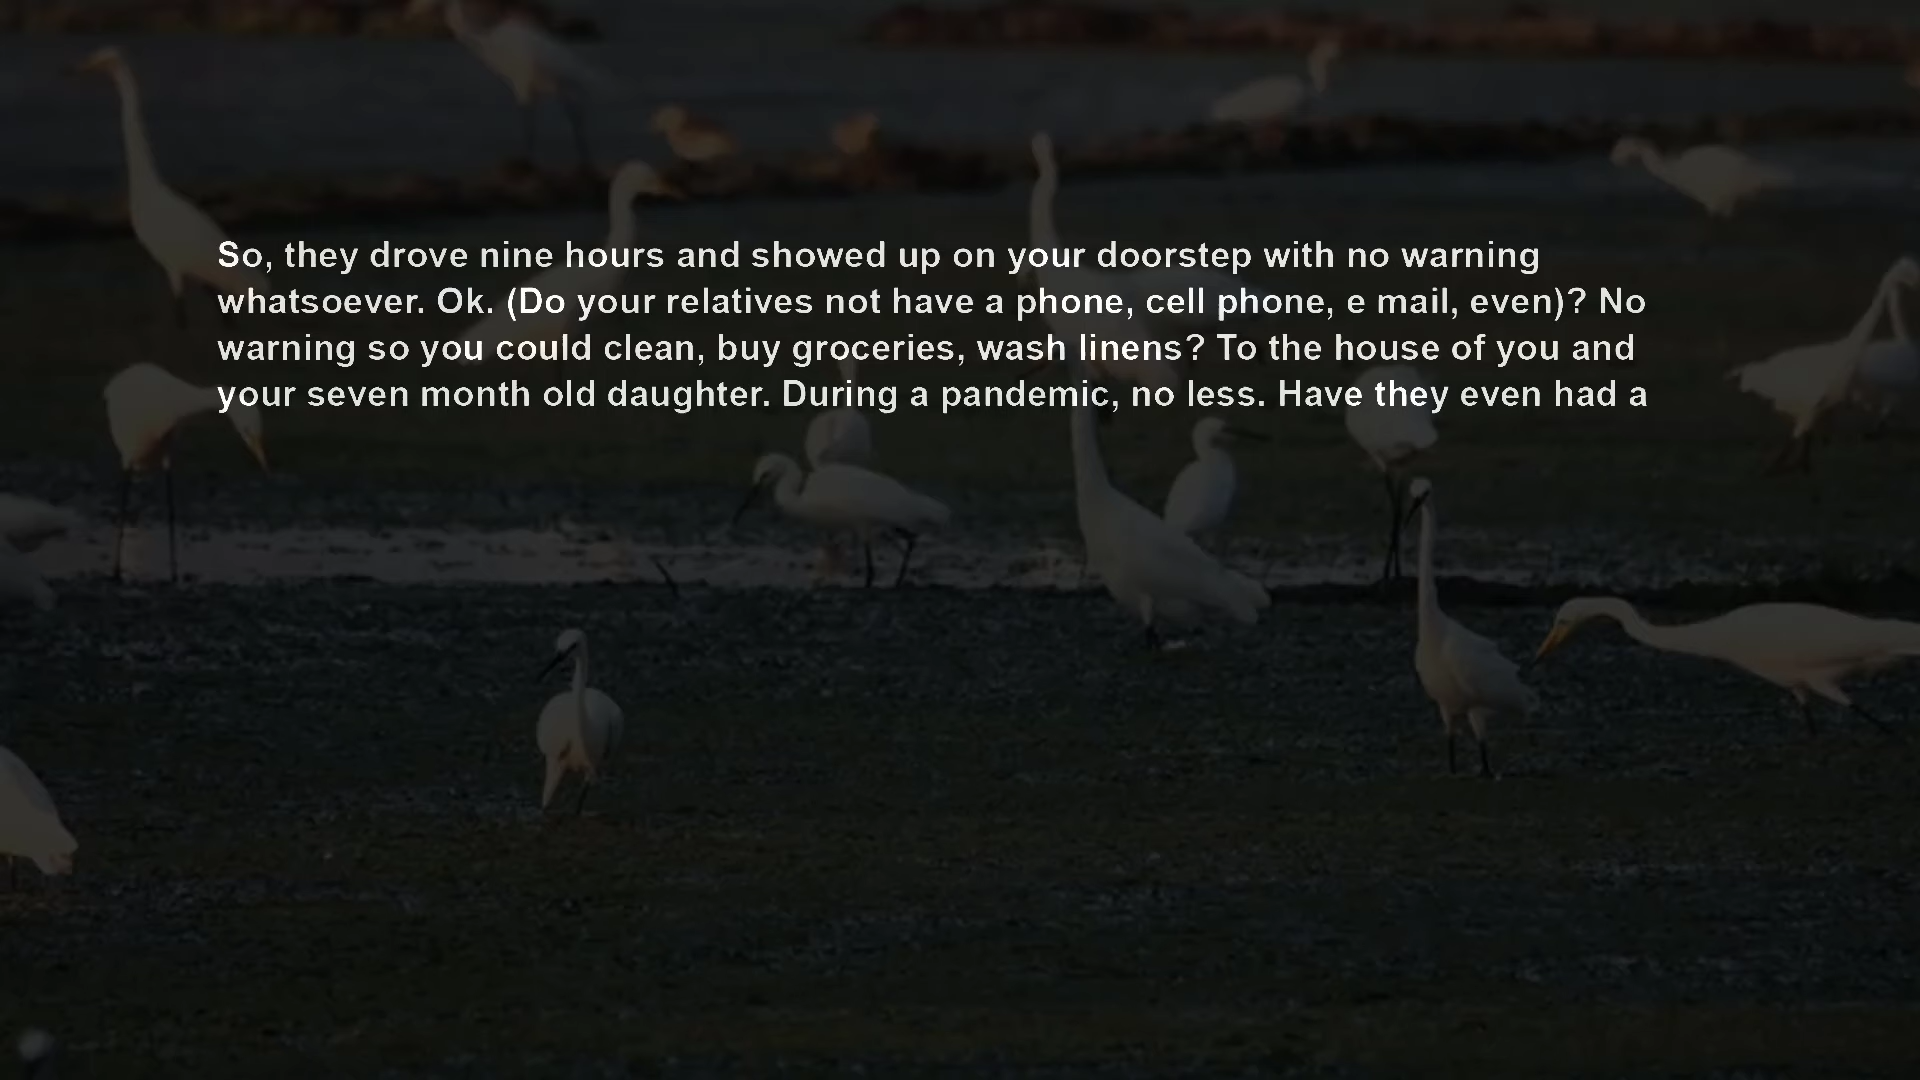 So, they drove nine hours and showed up on your doorstep with no warning
whatsoever. Ok. (Do your relatives not have a phone, cell phone, e mail, even)? No
warning so you could clean, buy groceries, wash linens? To the house of you and
your seven month old daughter. During a pandemic, no less. Have they even had a